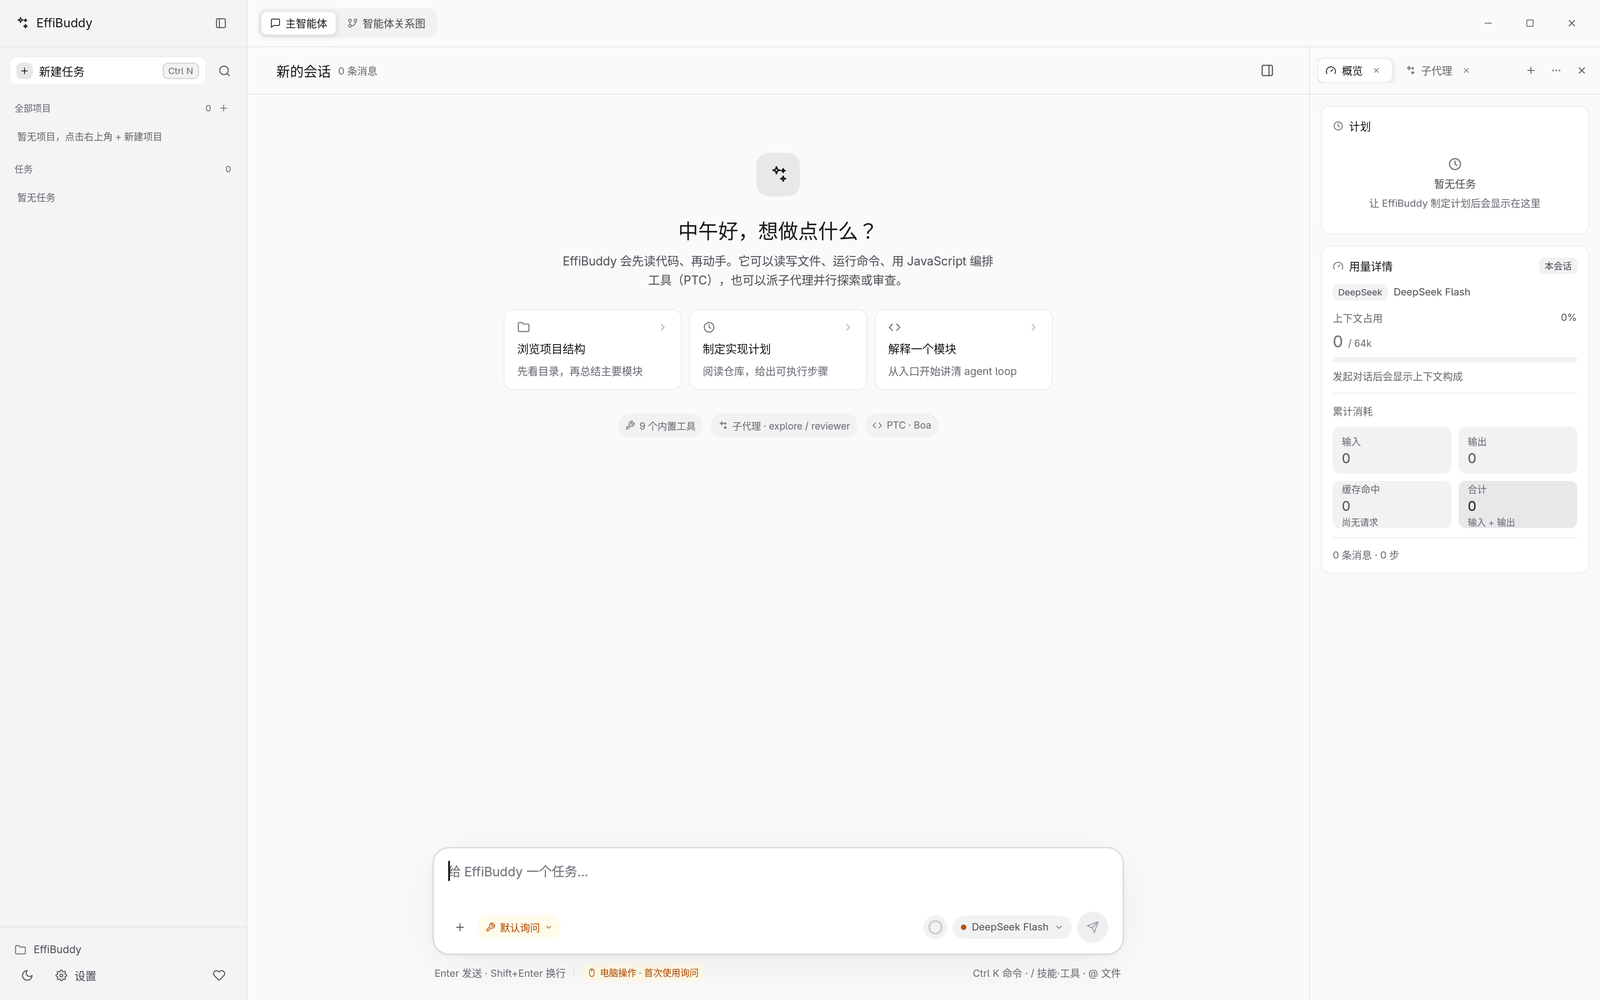 EffiBuddy
主智能体
智能体关系图
新建任务
Ctrl N
全部项目
0
暂无项目，点击右上角 + 新建项目
任务
0
暂无任务
EffiBuddy
设置
新的会话
0 条消息
中午好，想做点什么？
EffiBuddy 会先读代码、再动手。它可以读写文件、运行命令、用 JavaScript 编排
工具（PTC），也可以派子代理并行探索或审查。
浏览项目结构
先看目录，再总结主要模块
制定实现计划
阅读仓库，给出可执行步骤
解释一个模块
从入口开始讲清 agent loop
9 个内置工具
子代理 · explore / reviewer
PTC · Boa
给 EffiBuddy 一个任务...
默认询问
DeepSeek Flash
Enter 发送 · Shift+Enter 换行
电脑操作 · 首次使用询问
Ctrl K 命令 · / 技能·工具 · @ 文件
概览
子代理
计划
暂无任务
让 EffiBuddy 制定计划后会显示在这里
用量详情
本会话
DeepSeek
DeepSeek Flash
上下文占用
0%
0 / 64k
发起对话后会显示上下文构成
累计消耗
输入
0
输出
0
缓存命中
0
尚无请求
合计
0
输入 + 输出
0 条消息 · 0 步